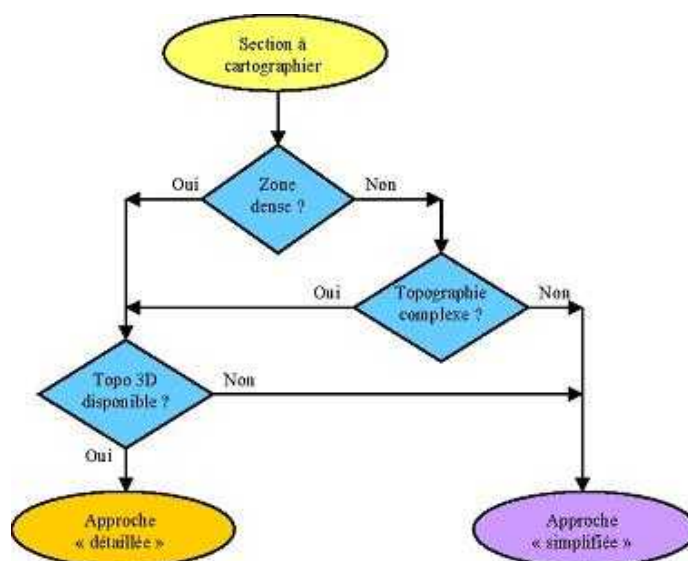 Section à
cartographier
Oui
Zone
dense ?
Non
Oui
Topographie
complexe ?
Non
Topo 3D
disponible ?
Non
Oui
Approche
« détaillée »
Approche
« simplifiée »